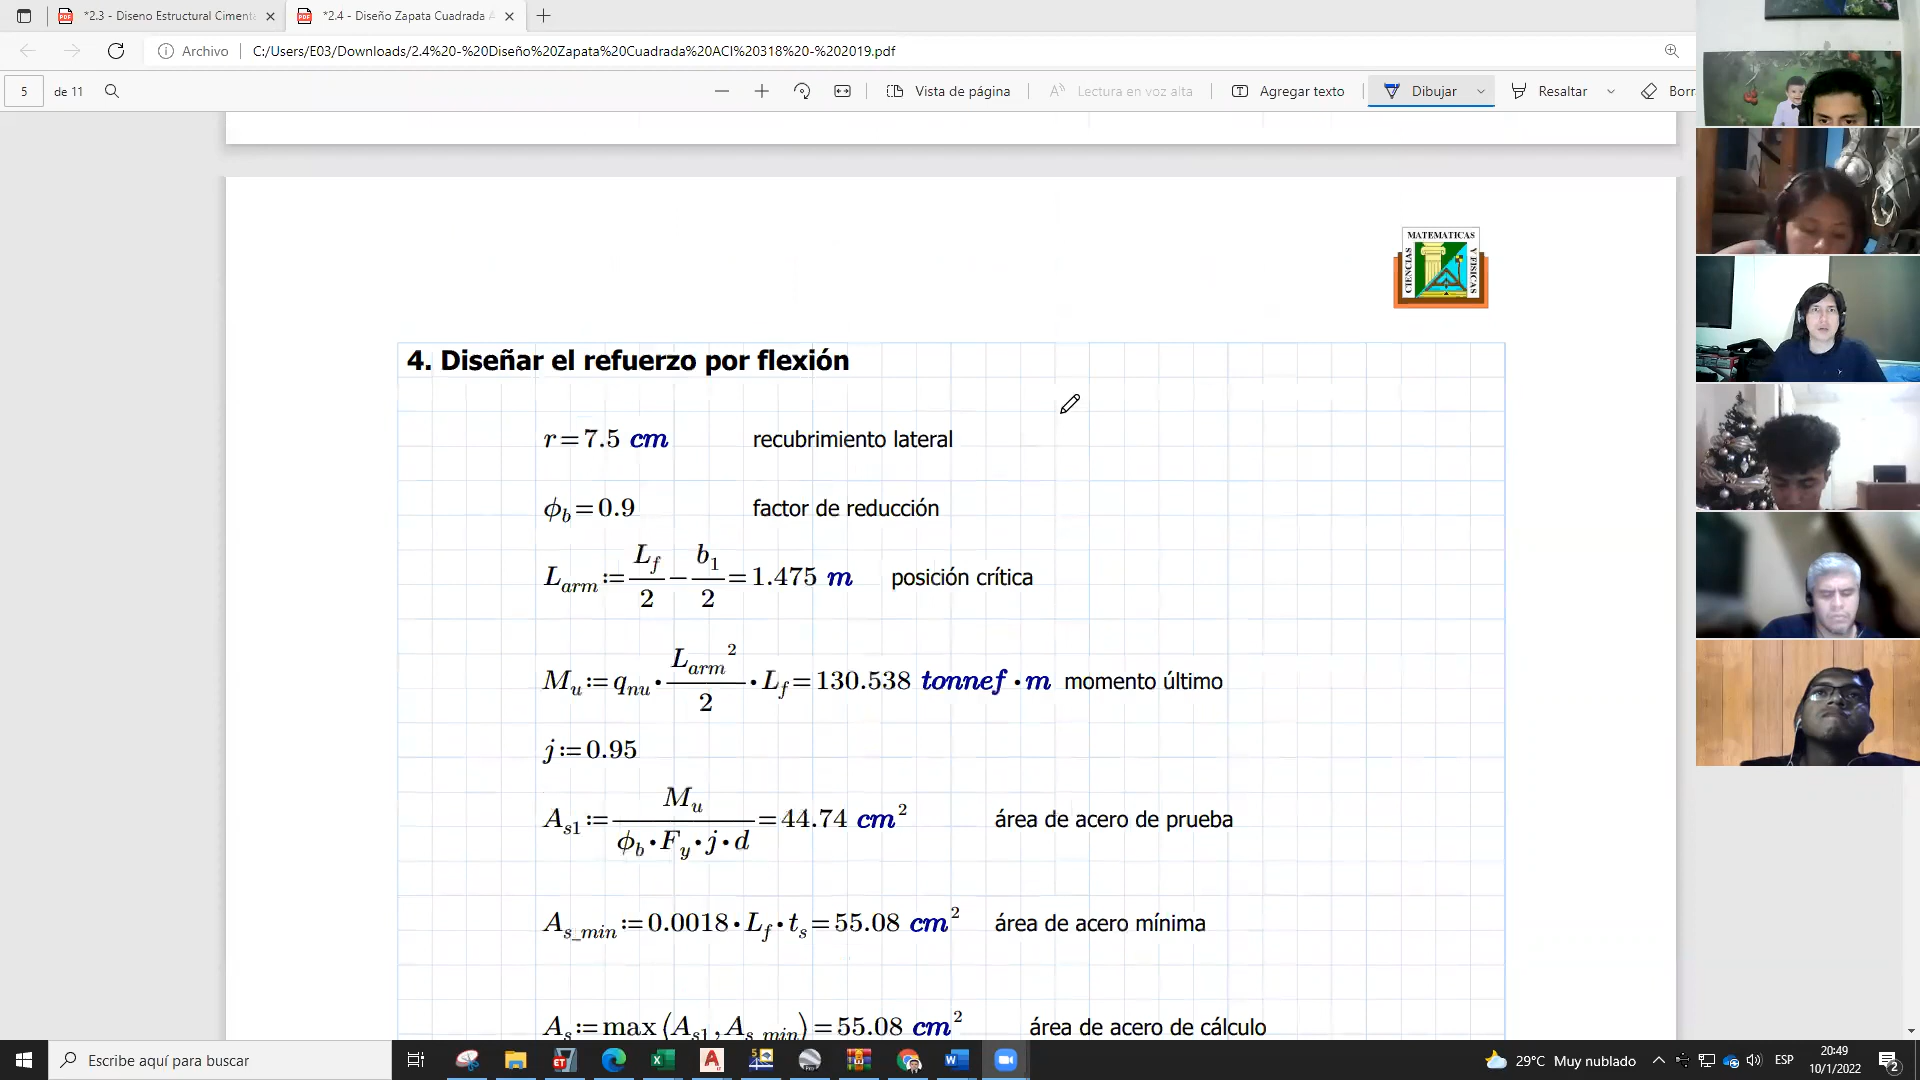 *2.3 - Diseno Estructural Ciment
*2.4 - Diseño Zapata Cuadrada A
Archivo
C:/Users/E03/Downloads/2.4%20-%20Diseño%20Zapata%20Cuadrada%20ACI%20318%20-%202019.pdf
5 de 11
Vista de página
Lectura en voz alta
Agregar texto
Dibujar
Resaltar
Borr
MATEMATICAS
CIENCIAS
Y FISICAS
4. Diseñar el refuerzo por flexión
r = 7.5 cm recubrimiento lateral
ϕb = 0.9 factor de reducción
Larm := Lf/2 − b1/2 = 1.475 m posición crítica
Mu := qnu · Larm²/2 · Lf = 130.538 tonnef · m momento último
j := 0.95
As1 := Mu/(ϕb · Fy · j · d) = 44.74 cm² área de acero de prueba
As_min := 0.0018 · Lf · ts = 55.08 cm² área de acero mínima
As := max (As1, As_min) = 55.08 cm² área de acero de cálculo
Escribe aquí para buscar
29°C Muy nublado
ESP
20:49
10/1/2022
2